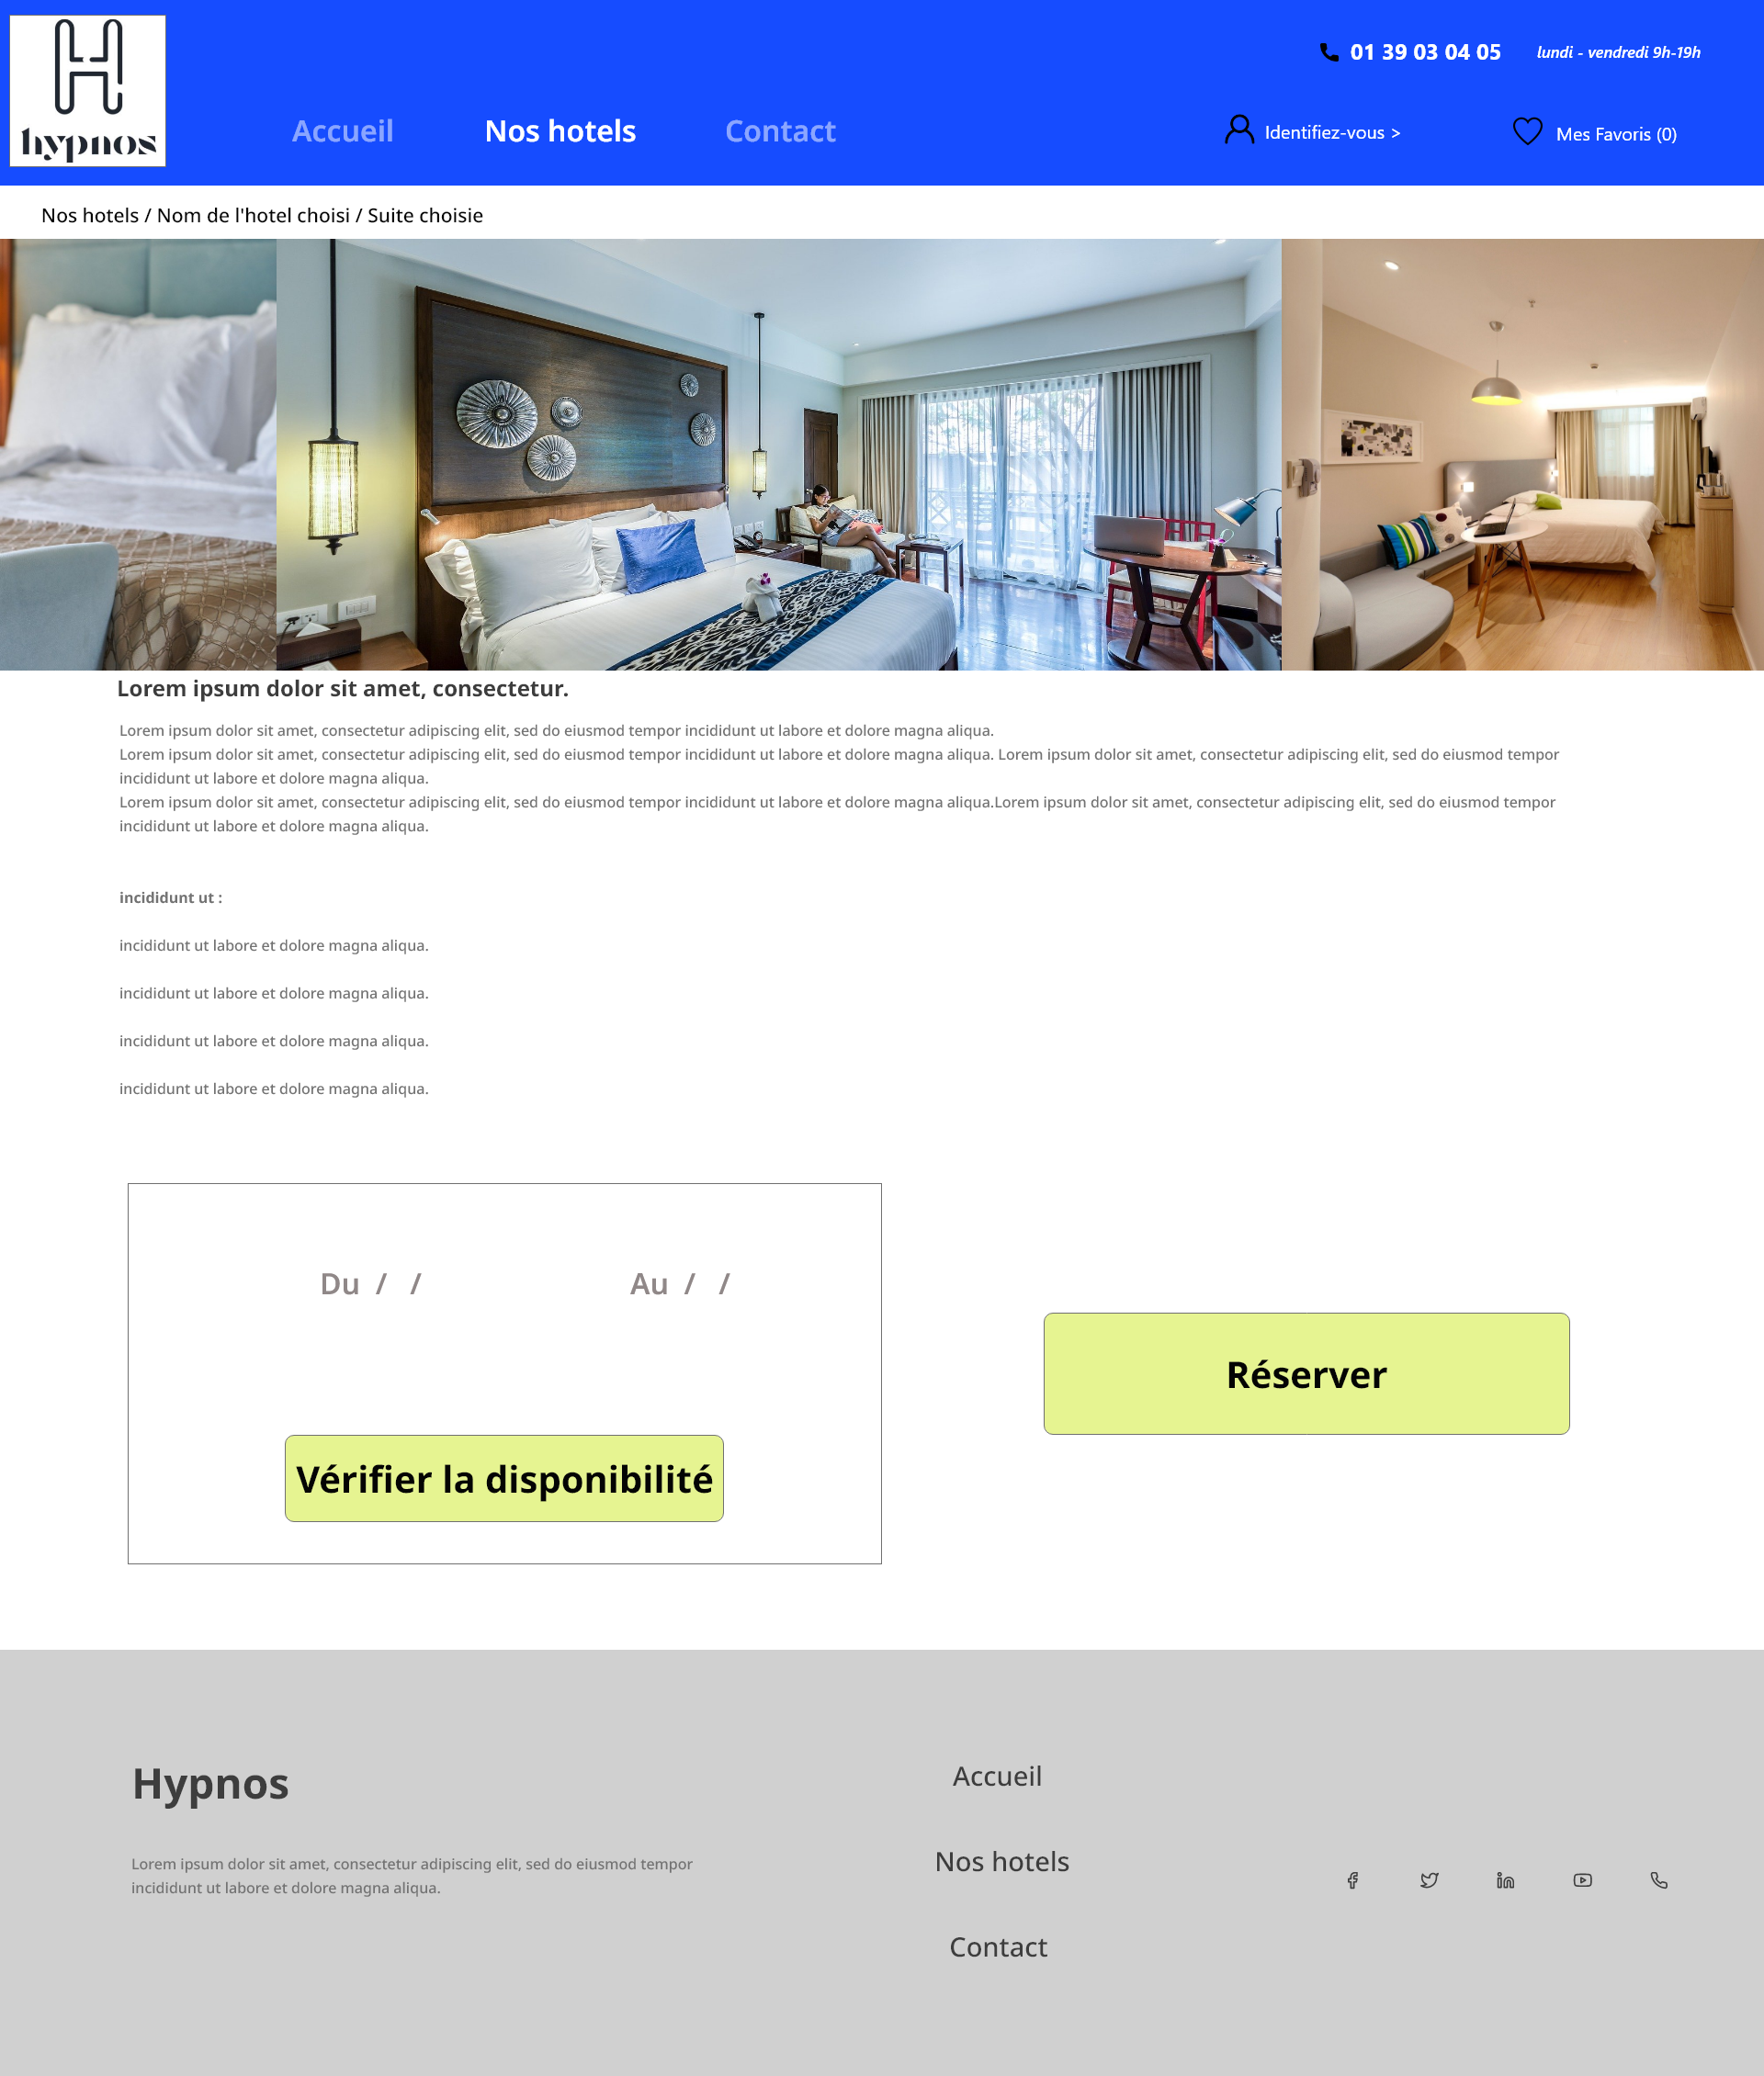 hypnos
01 39 03 04 05 lundi - vendredi 9h-19h
Accueil Nos hotels Contact Identifiez-vous > Mes Favoris (0)
Nos hotels / Nom de l'hotel choisi / Suite choisie
Lorem ipsum dolor sit amet, consectetur.
Lorem ipsum dolor sit amet, consectetur adipiscing elit, sed do eiusmod tempor incididunt ut labore et dolore magna aliqua.
Lorem ipsum dolor sit amet, consectetur adipiscing elit, sed do eiusmod tempor incididunt ut labore et dolore magna aliqua. Lorem ipsum dolor sit amet, consectetur adipiscing elit, sed do eiusmod tempor
incididunt ut labore et dolore magna aliqua.
Lorem ipsum dolor sit amet, consectetur adipiscing elit, sed do eiusmod tempor incididunt ut labore et dolore magna aliqua.Lorem ipsum dolor sit amet, consectetur adipiscing elit, sed do eiusmod tempor
incididunt ut labore et dolore magna aliqua.
incididunt ut :
incididunt ut labore et dolore magna aliqua.
incididunt ut labore et dolore magna aliqua.
incididunt ut labore et dolore magna aliqua.
incididunt ut labore et dolore magna aliqua.
Du / / Au / /
Réserver
Vérifier la disponibilité
Hypnos
Lorem ipsum dolor sit amet, consectetur adipiscing elit, sed do eiusmod tempor
incididunt ut labore et dolore magna aliqua.
Accueil
Nos hotels
Contact